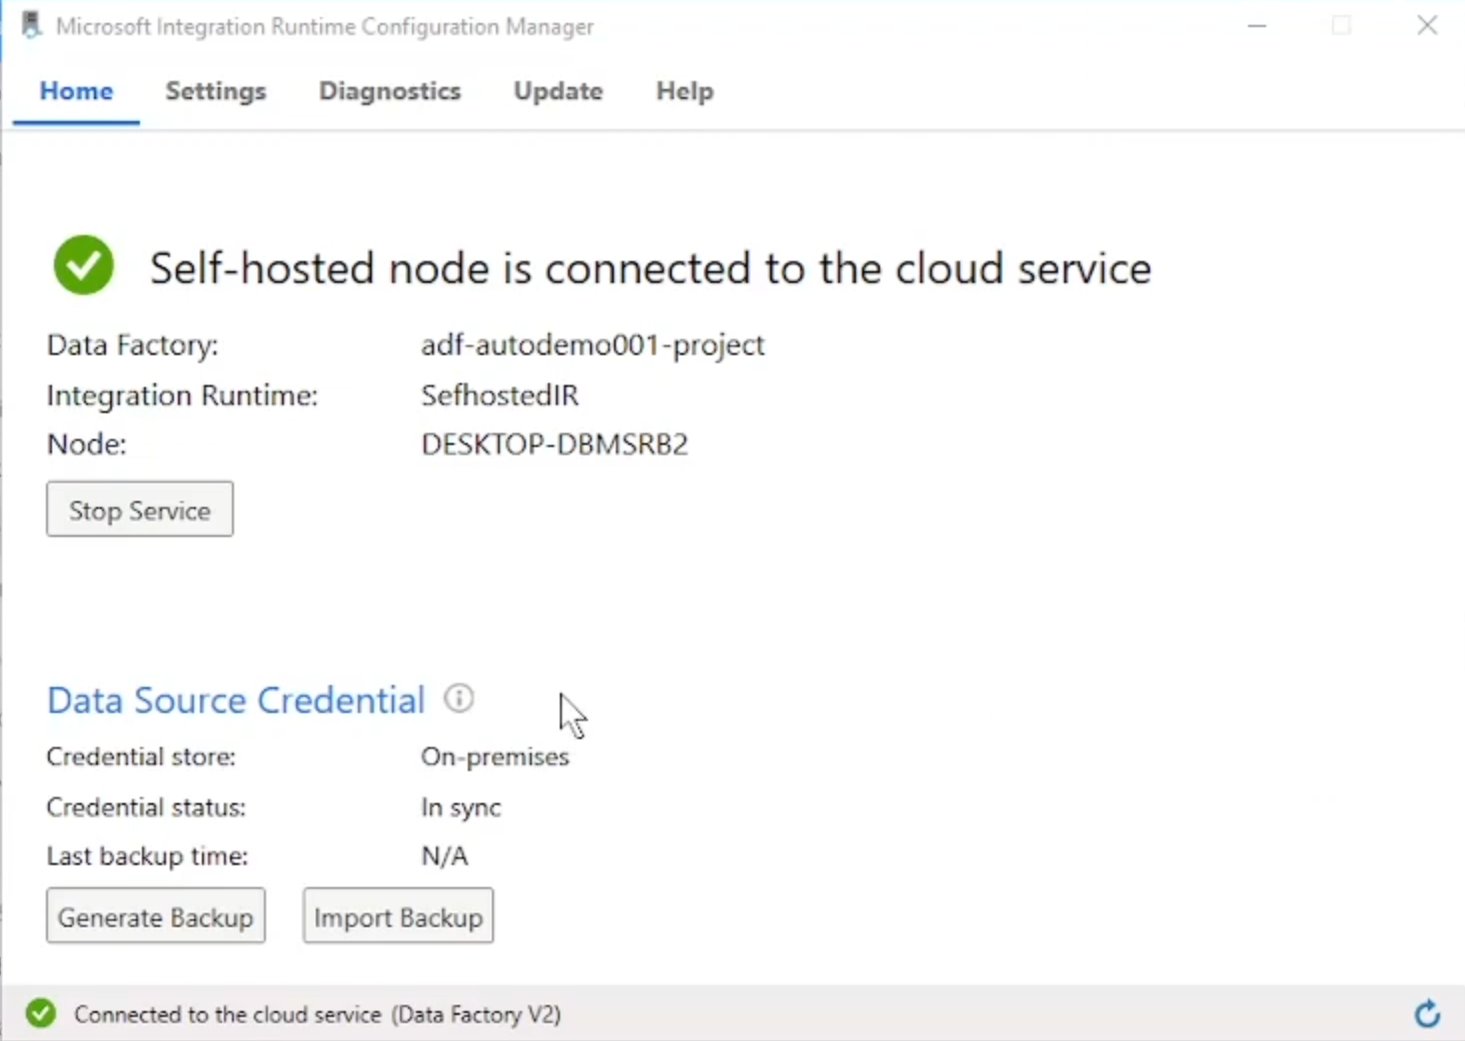 Microsoft Integration Runtime Configuration Manager
Home Settings Diagnostics Update Help
Self-hosted node is connected to the cloud service
Data Factory: adf-autodemo001-project
Integration Runtime: SefhostedIR
Node: DESKTOP-DBMSRB2
Stop Service
Data Source Credential
Credential store: On-premises
Credential status: In sync
Last backup time: N/A
Generate Backup Import Backup
Connected to the cloud service (Data Factory V2)